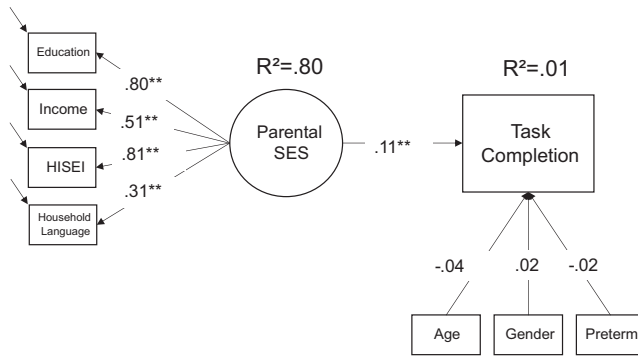 Education
Income
HISEI
Household
Language
.80**
.51**
.81**
.31**
R²=.80
Parental
SES
.11**
R²=.01
Task
Completion
-.04
.02
-.02
Age
Gender
Preterm